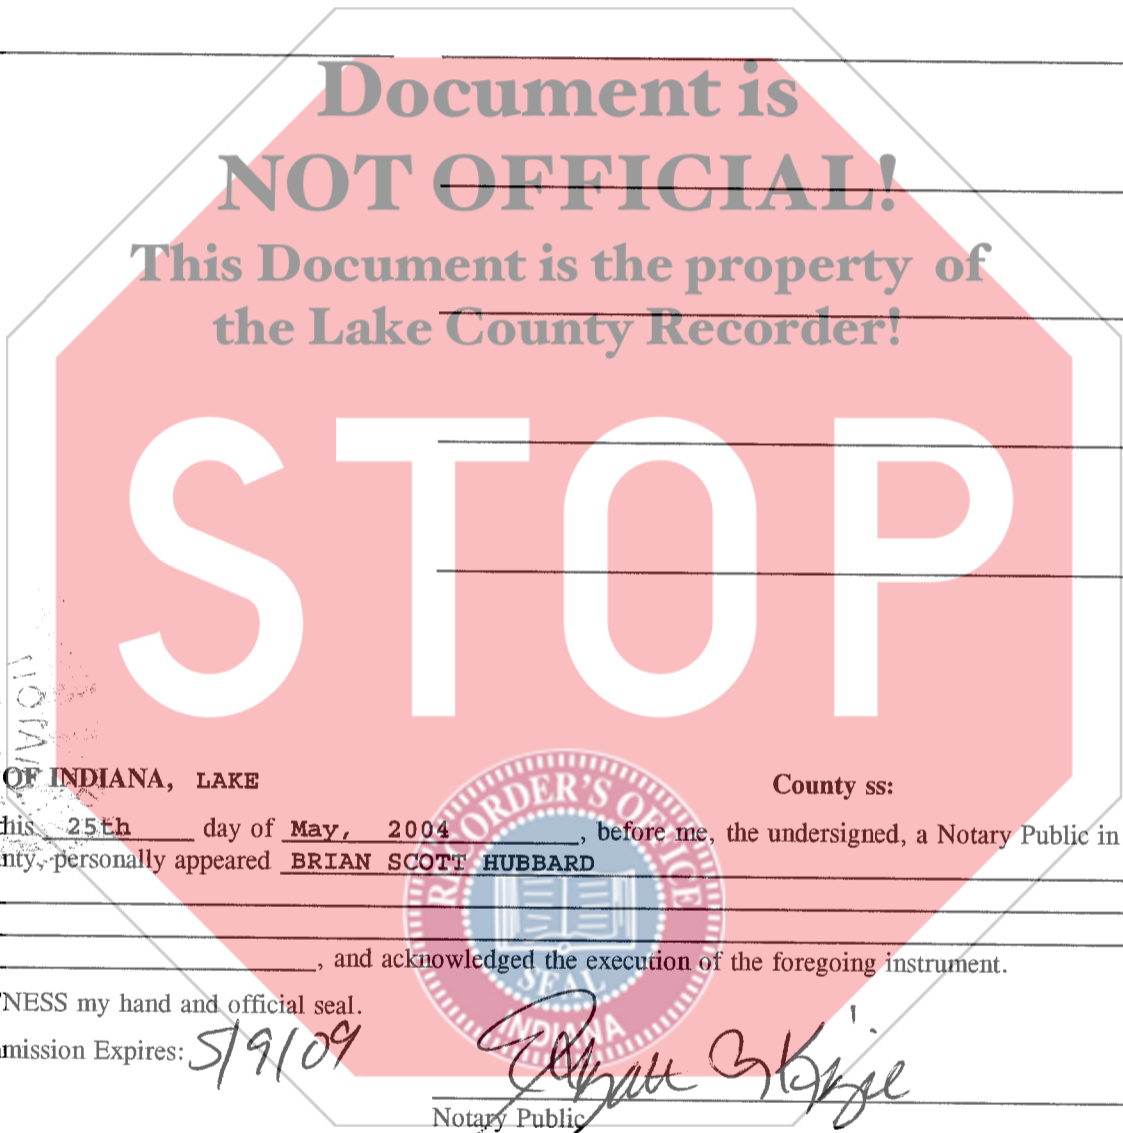 Document is
NOT OFFICIAL!
This Document is the property of
the Lake County Recorder!
STOP
OF INDIANA, LAKE County ss:
his 25th day of May, 2004, before me, the undersigned, a Notary Public in
nty, personally appeared BRIAN SCOTT HUBBARD
, and acknowledged the execution of the foregoing instrument.
NESS my hand and official seal.
mission Expires: 5/9/09
Notary Public
RECORDER'S OFFICE
SEAL
INDIANA